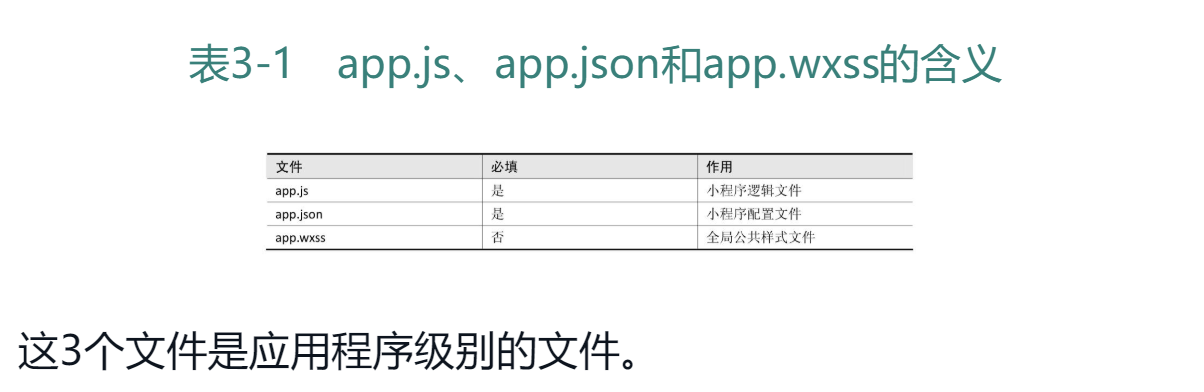 表3-1　app.js、app.json和app.wxss的含义
文件 必填 作用
app.js 是 小程序逻辑文件
app.json 是 小程序配置文件
app.wxss 否 全局公共样式文件
这3个文件是应用程序级别的文件。